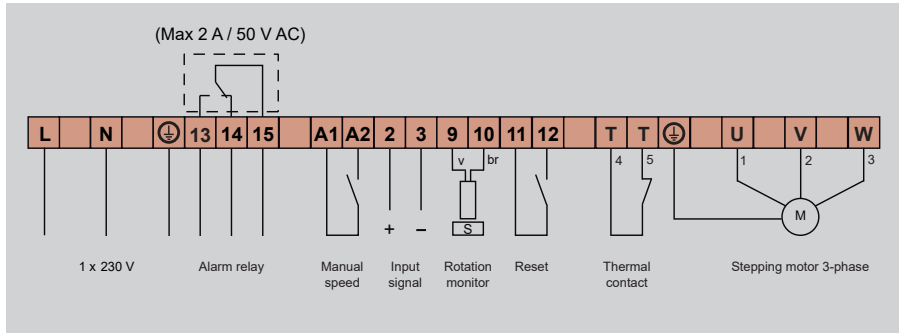 (Max 2 A / 50 V AC)
L N 13 14 15 A1 A2 2 3 9 10 11 12 T T U V W
v br 4 5 1 2 3
+ – S M
1 x 230 V Alarm relay Manual speed Input signal Rotation monitor Reset Thermal contact Stepping motor 3-phase